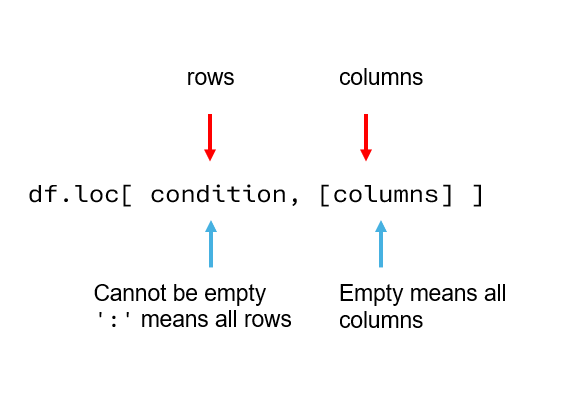 rows columns
df.loc[ condition, [columns] ]
Cannot be empty
':' means all rows
Empty means all
columns